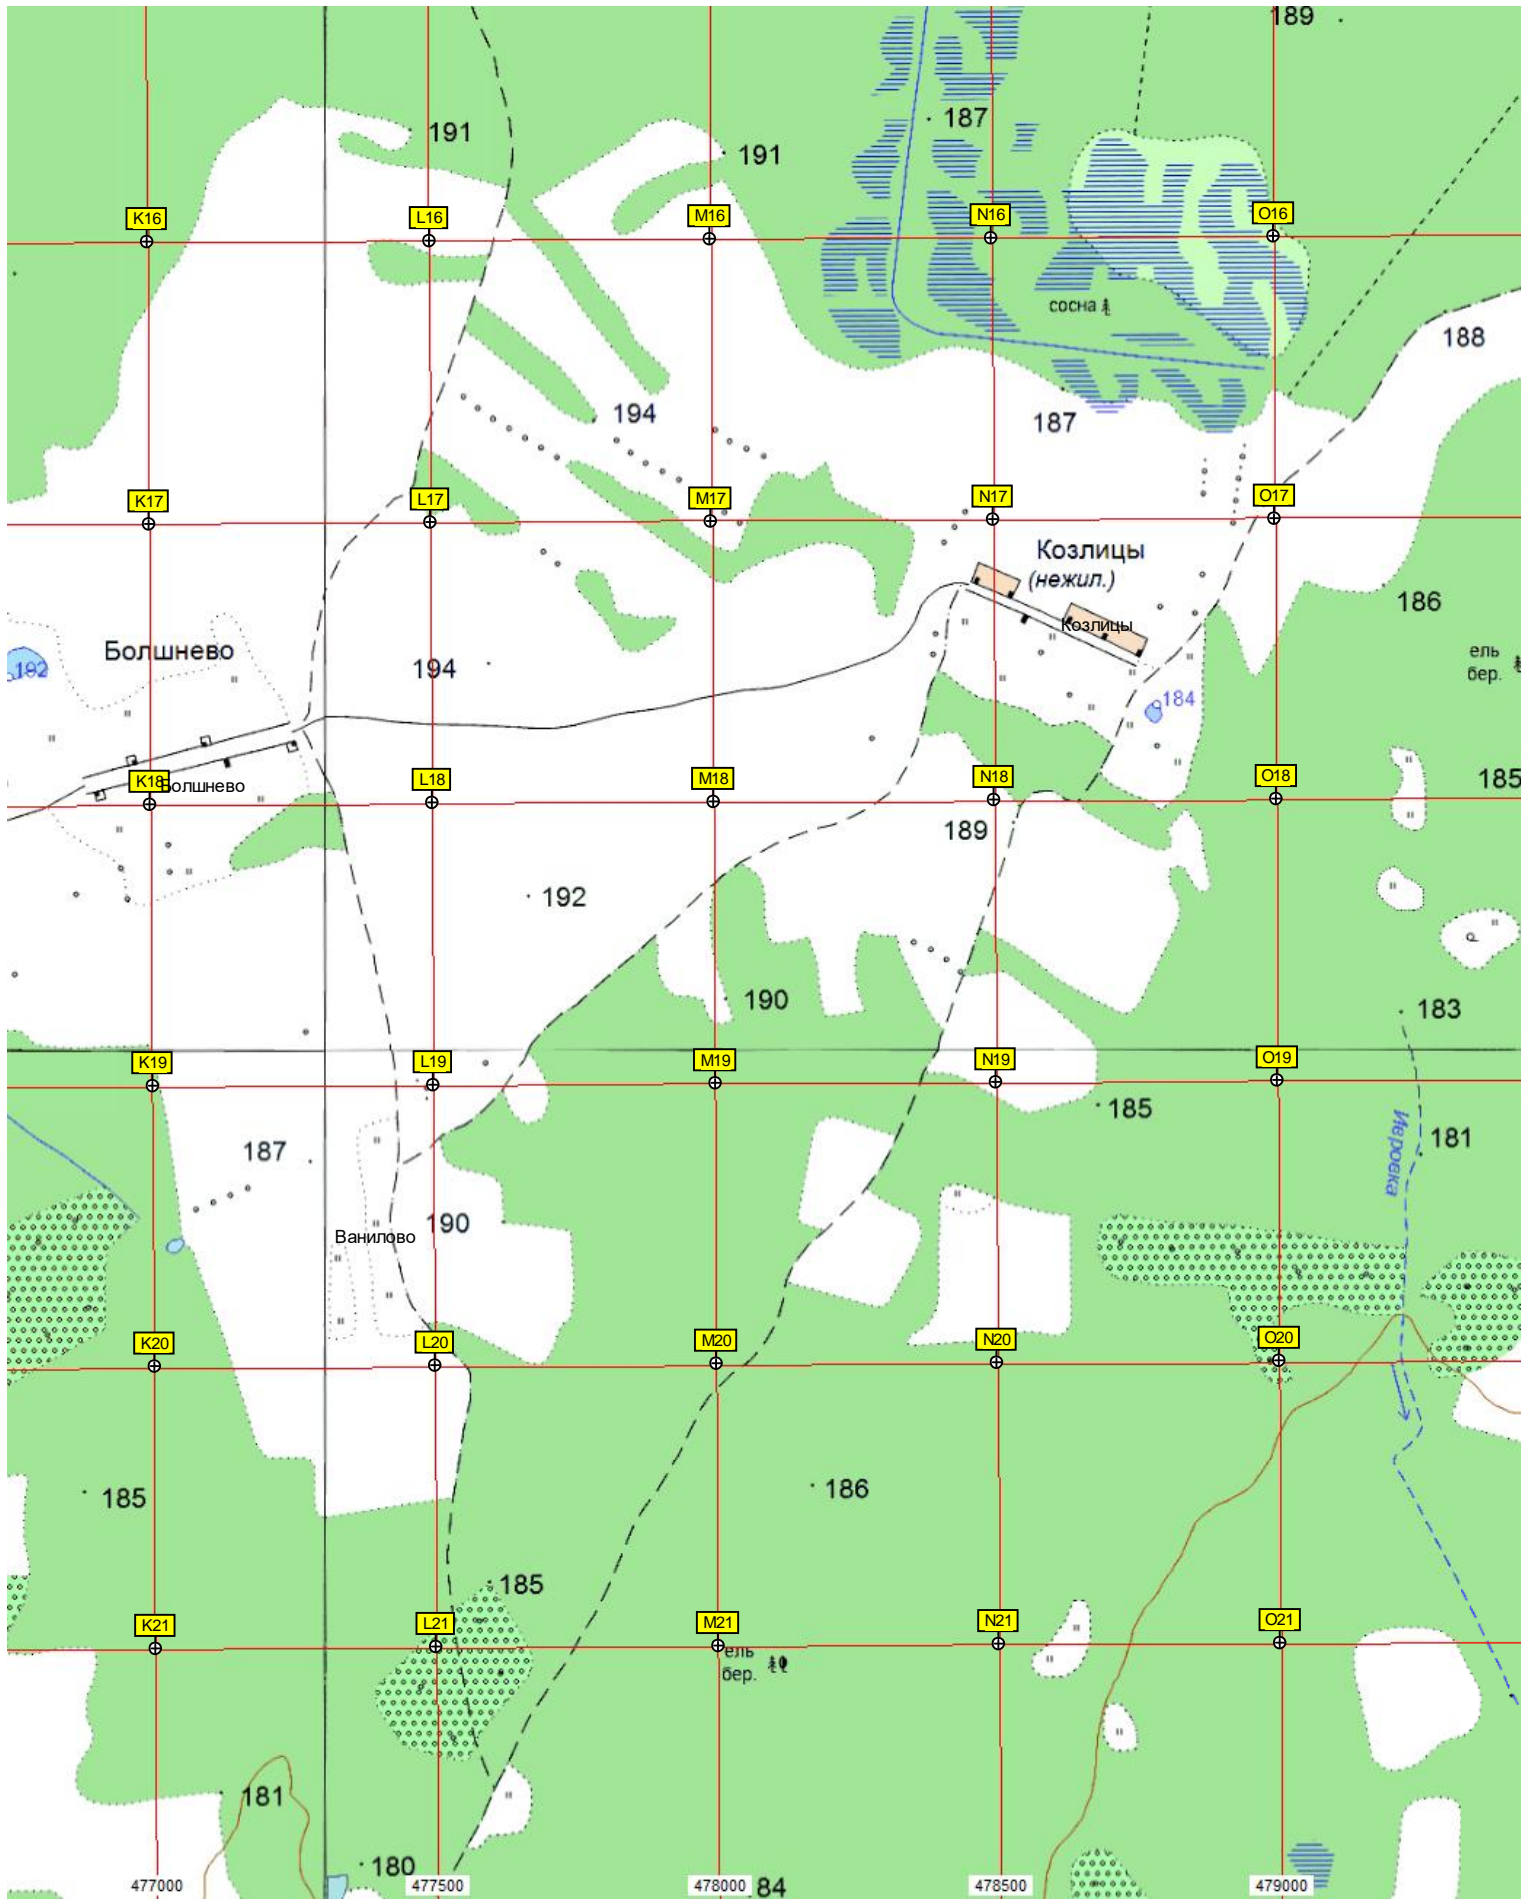 189
187
191
191
K16
L16
M16
N16
O16
сосна
188
194
187
K17
L17
M17
N17
O17
Козлицы
(нежил.)
186
Козлицы
Болшнево
192
194
ель
бер.
184
K18
Болшнево
L18
M18
N18
O18
185
189
192
190
183
K19
L19
M19
N19
O19
185
187
181
190
Ванилово
K20
L20
M20
N20
O20
185
186
185
K21
L21
M21
N21
O21
ель
бер.
181
180
477000
477500
478000
84
478500
479000